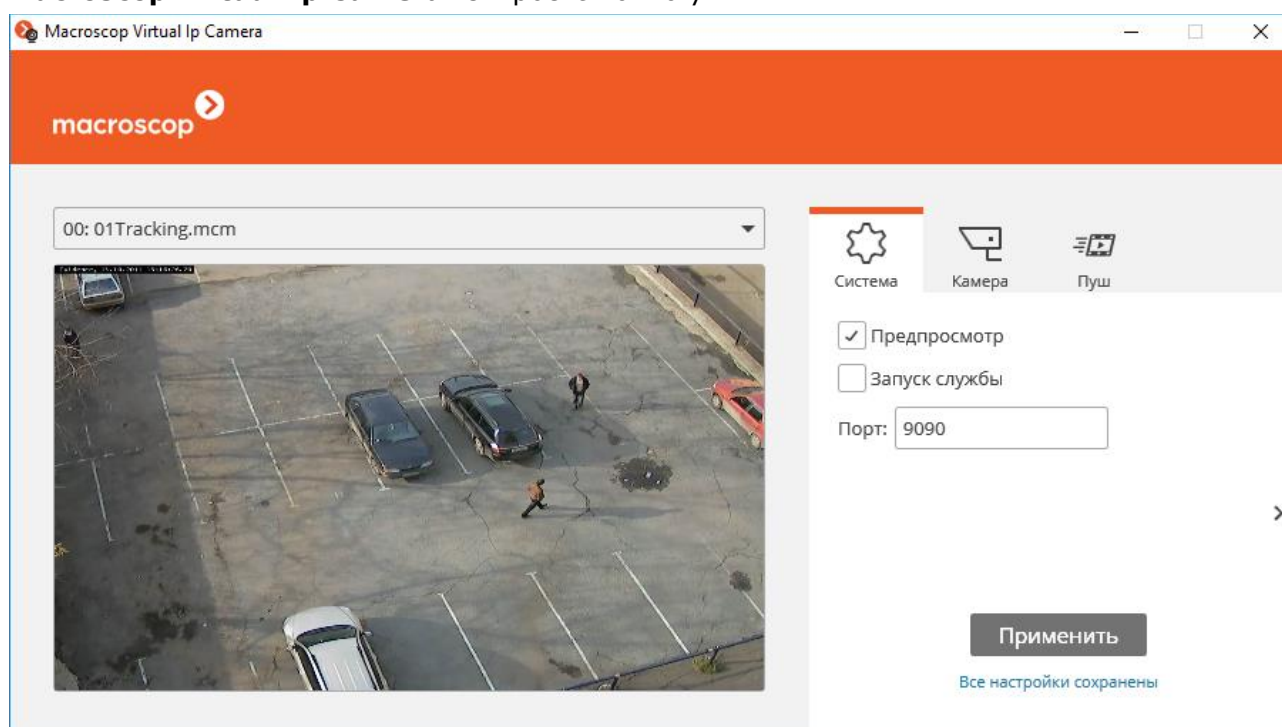 Macroscop Virtual Ip Camera
macroscop
00: 01Tracking.mcm
Система
Камера
Пуш
Предпросмотр
Запуск службы
Порт: 9090
Применить
Все настройки сохранены